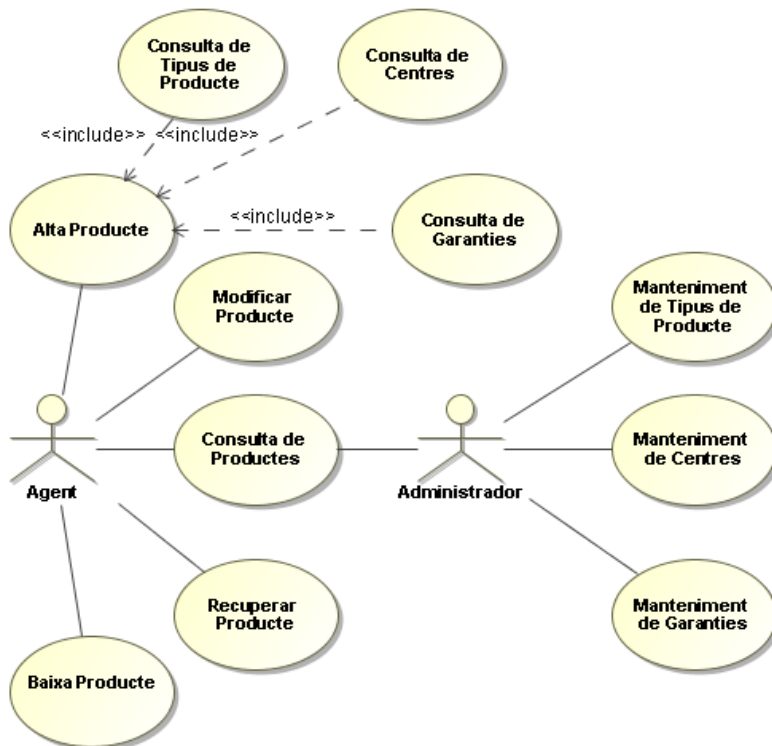 Consulta de
Tipus de
Producte
Consulta de
Centres
<<include>>
<<include>>
Alta Producte
<<include>>
Consulta de
Garanties
Modificar
Producte
Manteniment
de Tipus de
Producte
Consulta de
Productes
Manteniment
de Centres
Agent
Administrador
Recuperar
Producte
Manteniment
de Garanties
Baixa Producte